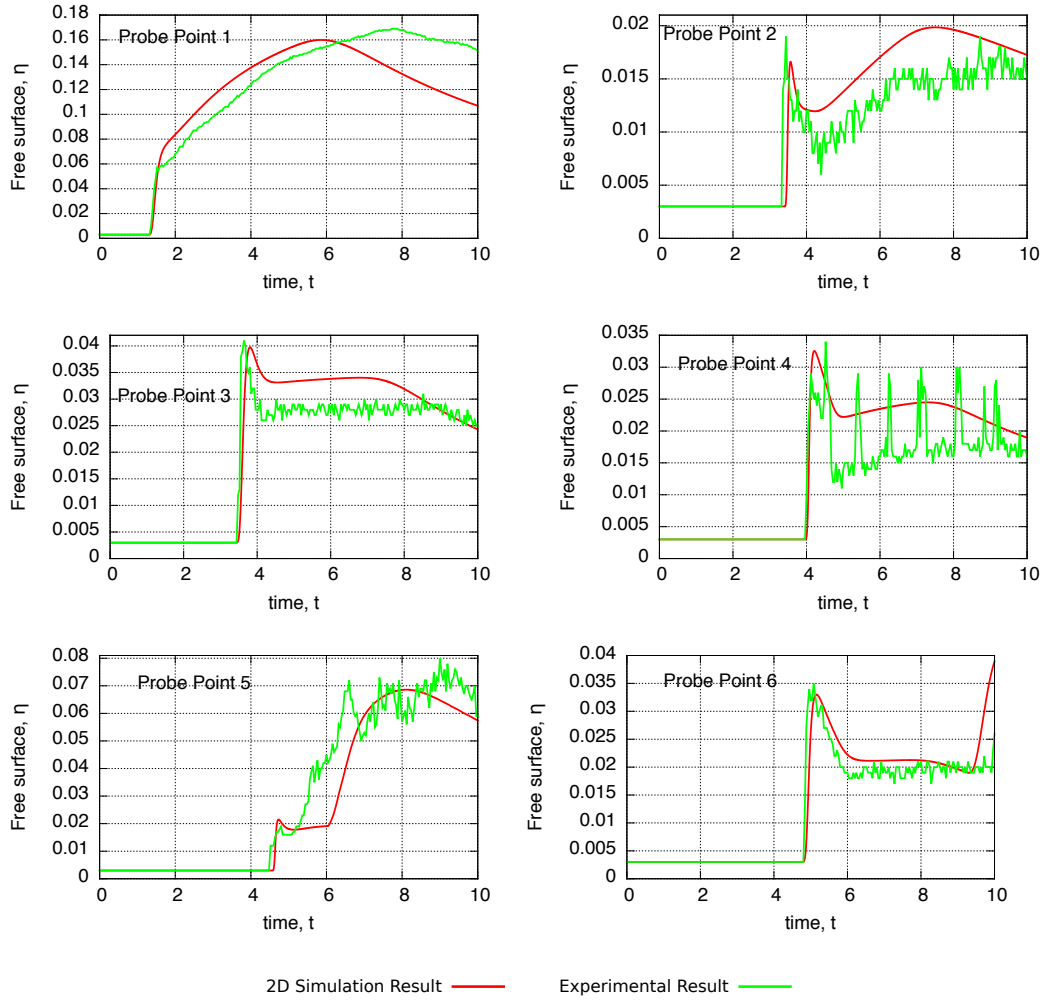 0.18
0.16
0.14
0.12
0.1
0.08
0.06
0.04
0.02
0
Free surface, η
Probe Point 1
0 2 4 6 8 10
time, t
0.02
0.015
0.01
0.005
0
Free surface, η
Probe Point 2
0 2 4 6 8 10
time, t
0.04
0.035
0.03
0.025
0.02
0.015
0.01
0.005
0
Free surface, η
Probe Point 3
0 2 4 6 8 10
time, t
0.035
0.03
0.025
0.02
0.015
0.01
0.005
0
Free surface, η
Probe Point 4
0 2 4 6 8 10
time, t
0.08
0.07
0.06
0.05
0.04
0.03
0.02
0.01
0
Free surface, η
Probe Point 5
0 2 4 6 8 10
time, t
0.04
0.035
0.03
0.025
0.02
0.015
0.01
0.005
0
Free surface, η
Probe Point 6
0 2 4 6 8 10
time, t
2D Simulation Result
Experimental Result